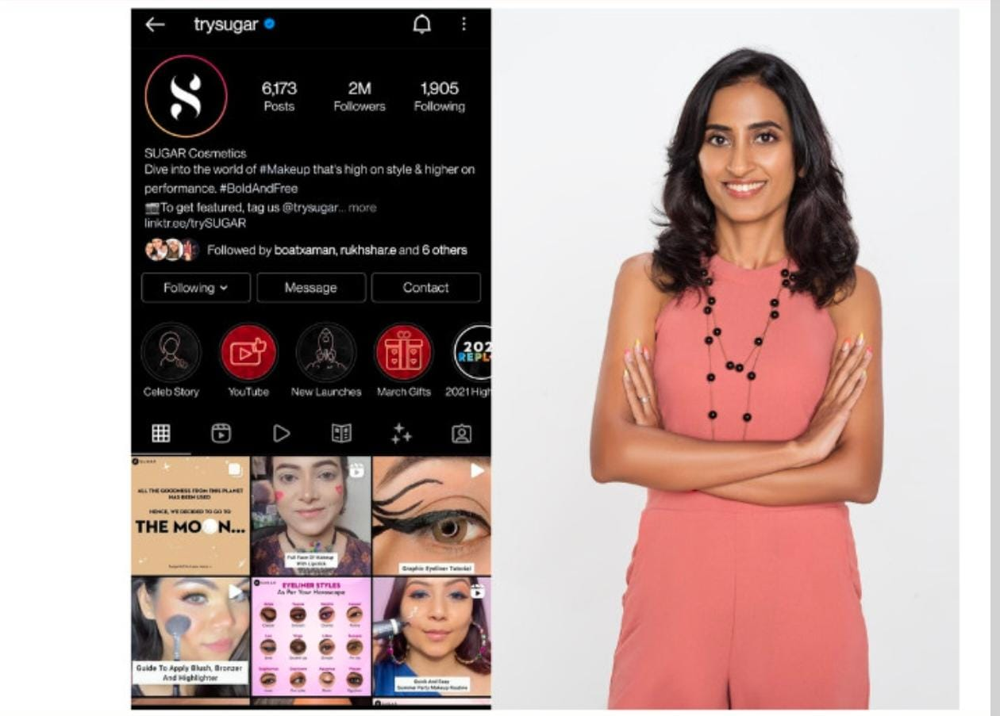 trysugar
6,173
Posts
2M
Followers
1,905
Following
SUGAR Cosmetics
Dive into the world of #Makeup that's high on style & higher on
performance. #BoldAndFree
To get featured, tag us @trysugar... more
linktr.ee/trySUGAR
Followed by boatxaman, rukhshar.e and 6 others
Following
Message
Contact
202
REPL
Celeb Story
YouTube
New Launches
March Gifts
2021 High
SUGAR
ALL THE GOODNESS FROM THIS PLANET
HAS BEEN USED
HENCE, WE DECIDED TO GO TO
THE MOON...
Full Face Of Makeup
With Lipstick
Graphic Eyeliner Tutorial
Guide To Apply Blush, Bronzer
And Highlighter
EYELINER STYLES
As Per Your Horoscope
Quick And Easy
Summer Party Makeup Routine